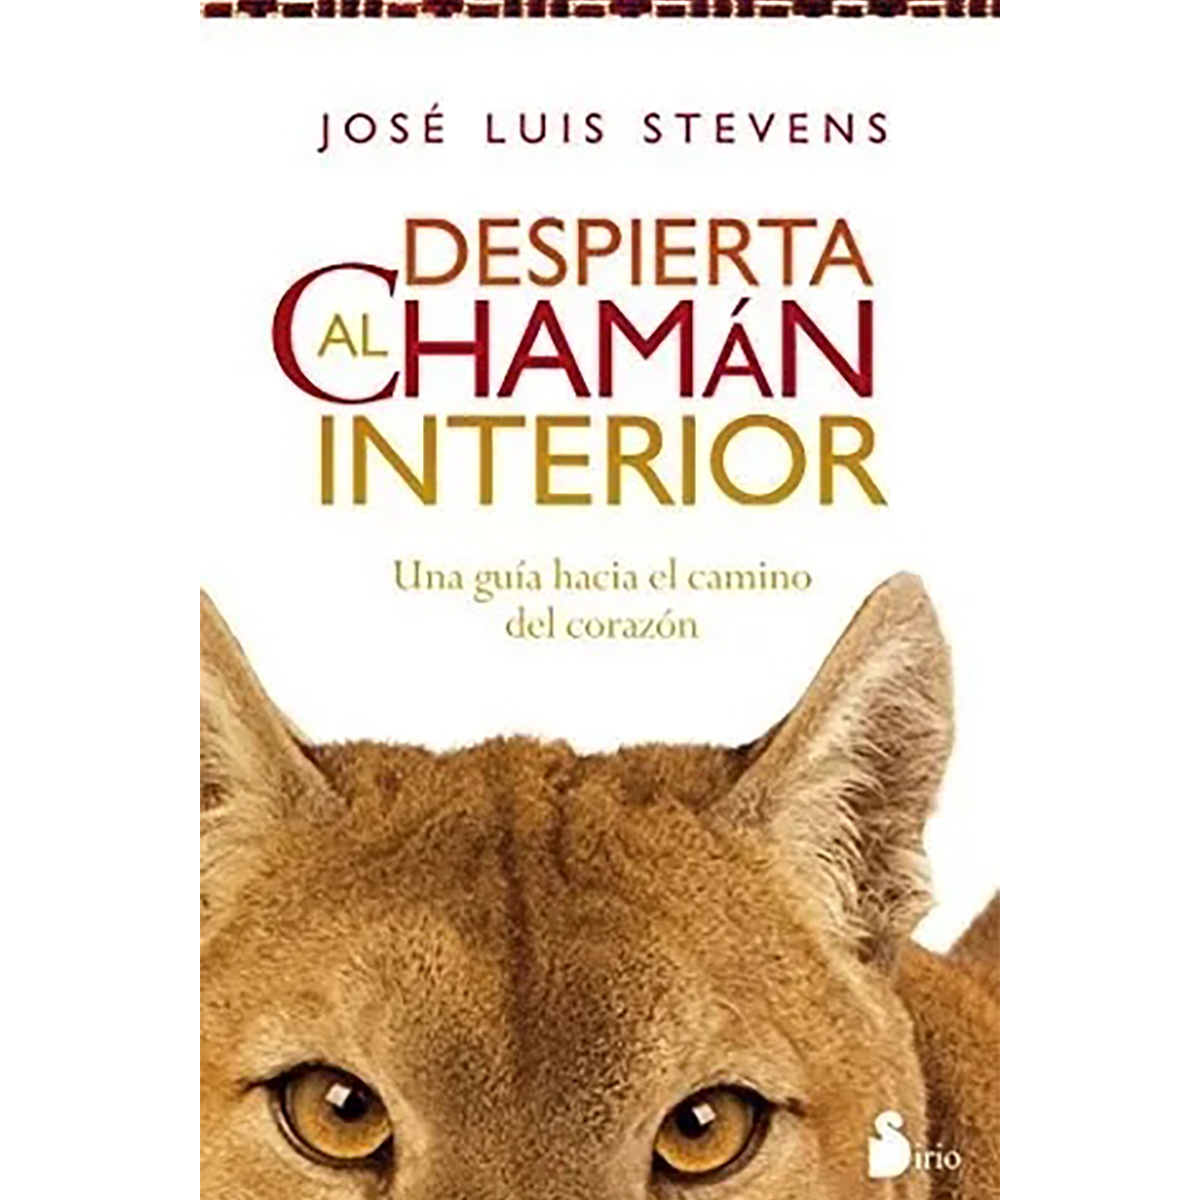 JOSÉ LUIS STEVENS
DESPIERTA
AL CHAMÁN
INTERIOR
Una guía hacia el camino
del corazón
Sirio